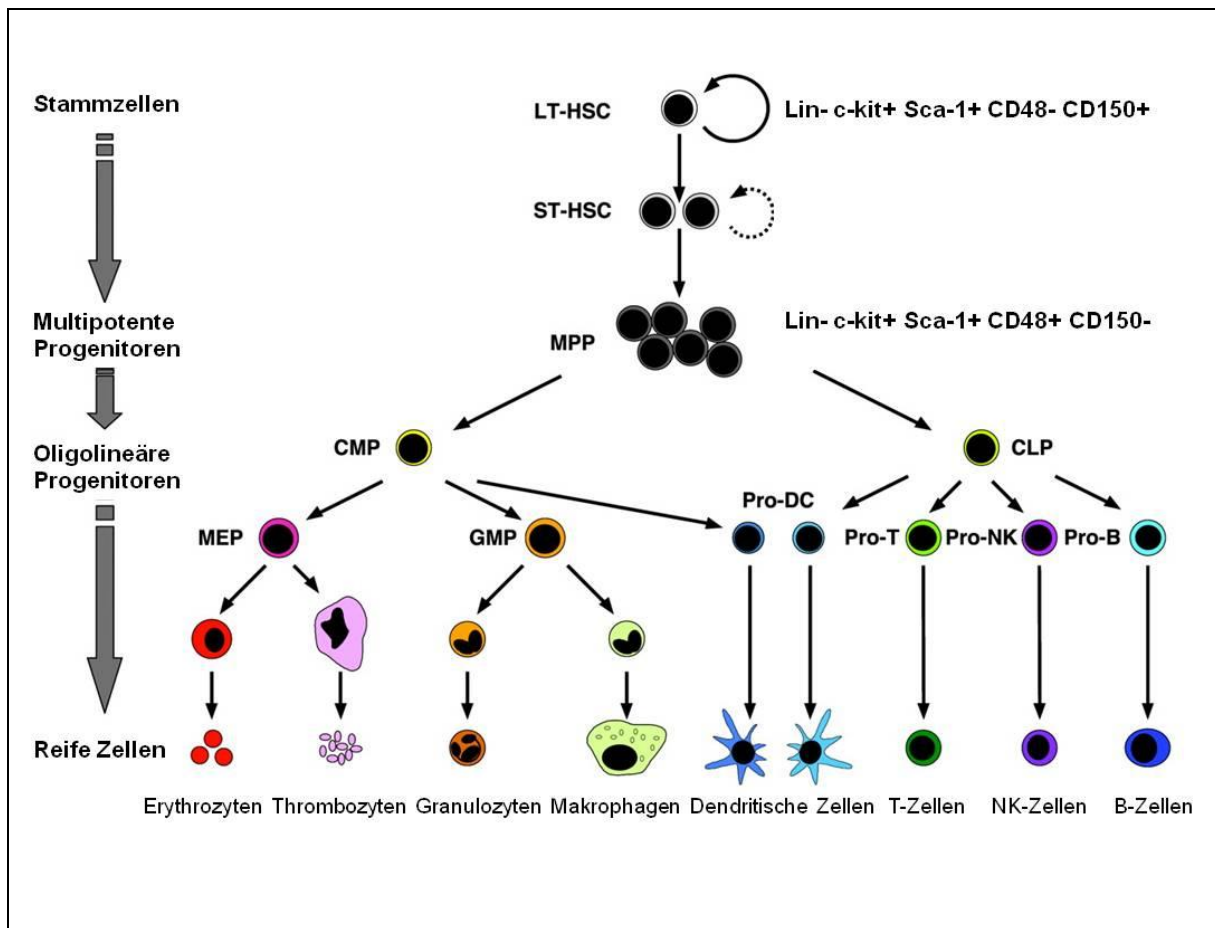 Stammzellen
LT-HSC
Lin- c-kit+ Sca-1+ CD48- CD150+
ST-HSC
Multipotente
Progenitoren
MPP
Lin- c-kit+ Sca-1+ CD48+ CD150-
Oligolineäre
Progenitoren
CMP
CLP
MEP
GMP
Pro-DC
Pro-T
Pro-NK
Pro-B
Reife Zellen
Erythrozyten
Thrombozyten
Granulozyten
Makrophagen
Dendritische Zellen
T-Zellen
NK-Zellen
B-Zellen